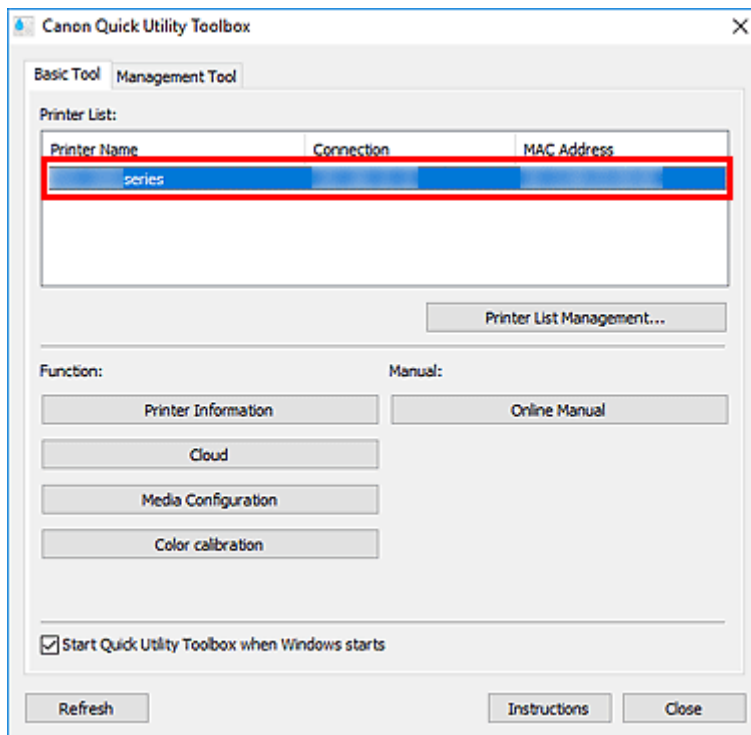 Canon Quick Utility Toolbox
Basic Tool Management Tool
Printer List:
Printer Name Connection MAC Address
series
Printer List Management...
Function: Manual:
Printer Information Online Manual
Cloud
Media Configuration
Color calibration
Start Quick Utility Toolbox when Windows starts
Refresh Instructions Close